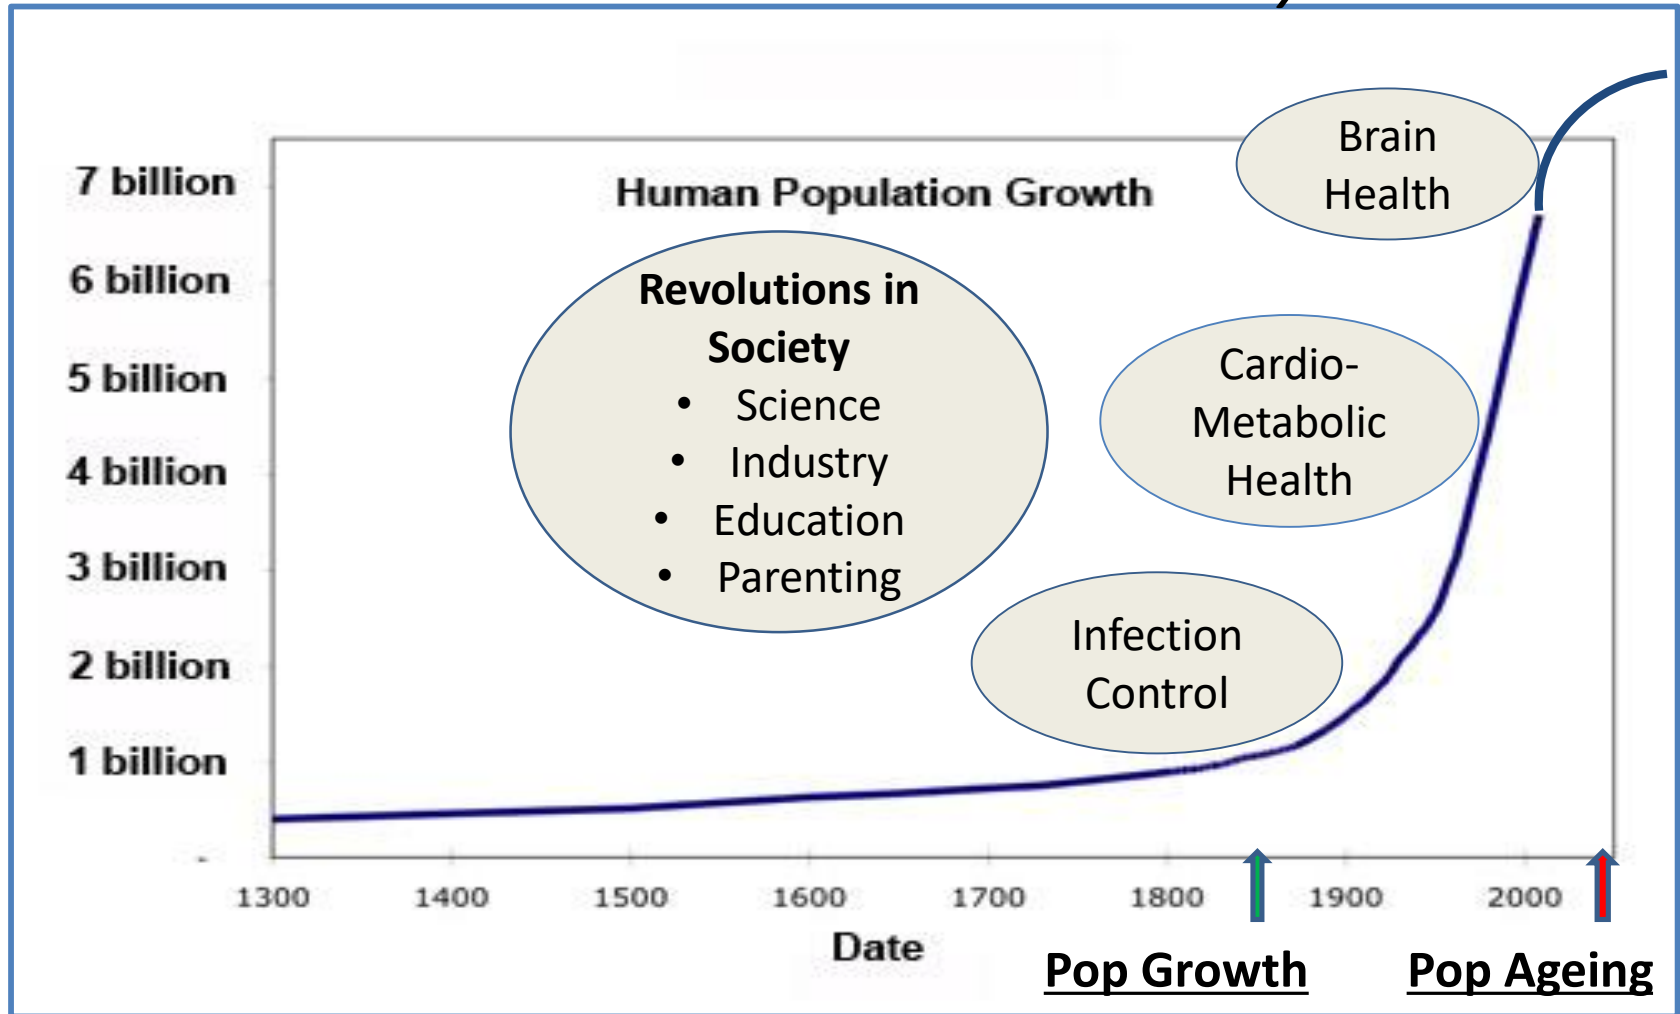 Human Population Growth
7 billion
6 billion
5 billion
4 billion
3 billion
2 billion
1 billion
-
Brain
Health
Revolutions in
Society
• Science
• Industry
• Education
• Parenting
Cardio-
Metabolic
Health
Infection
Control
1300 1400 1500 1600 1700 1800 1900 2000
Date
Pop Growth
Pop Ageing